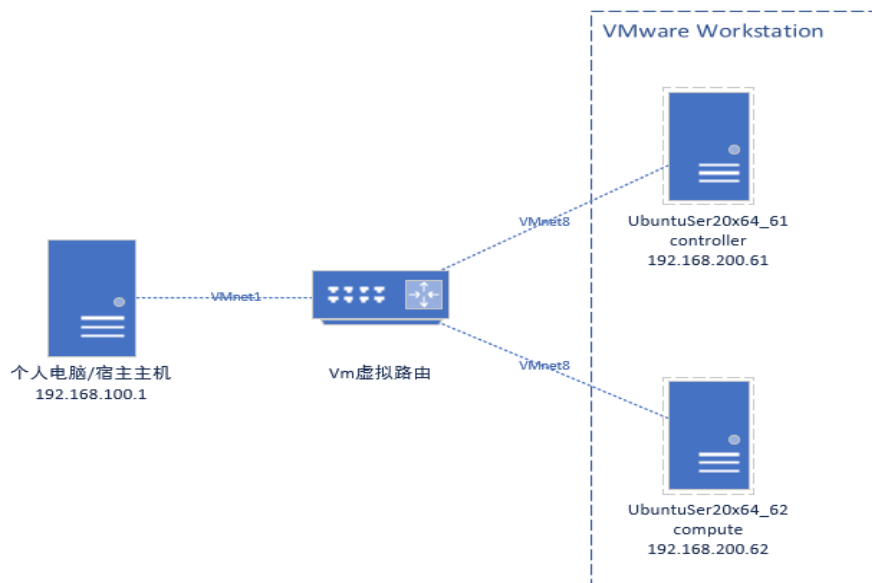 VMware Workstation
VMnet8
UbuntuSer20x64_61
controller
192.168.200.61
VMnet1
个人电脑/宿主主机
192.168.100.1
Vm虚拟路由
VMnet8
UbuntuSer20x64_62
compute
192.168.200.62